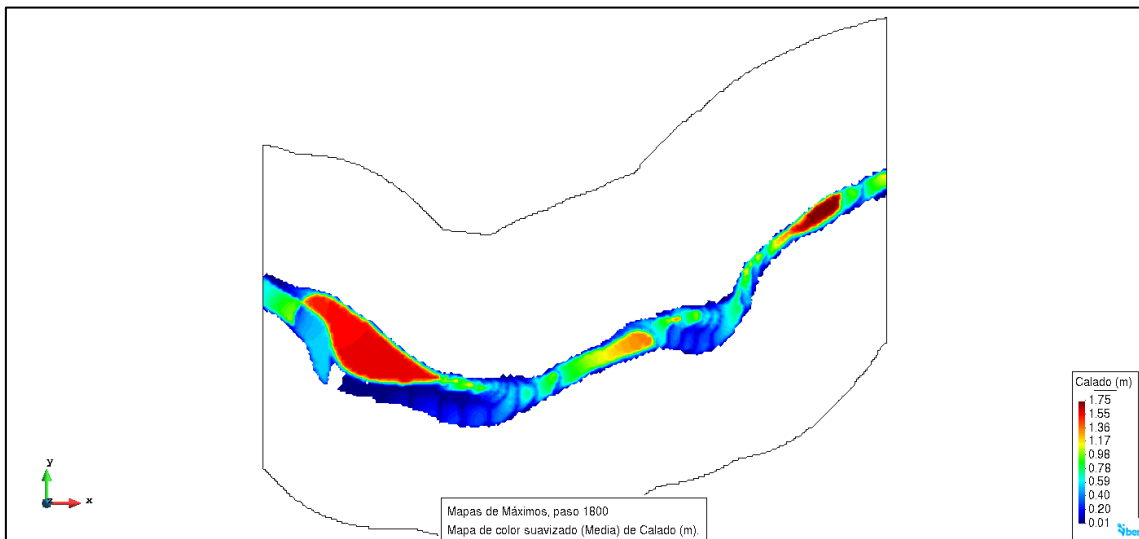 y
z
x
Mapas de Máximos, paso 1800
Mapa de color suavizado (Media) de Calado (m).
Calado (m)
1.75
1.55
1.36
1.17
0.98
0.78
0.59
0.40
0.20
0.01
iber